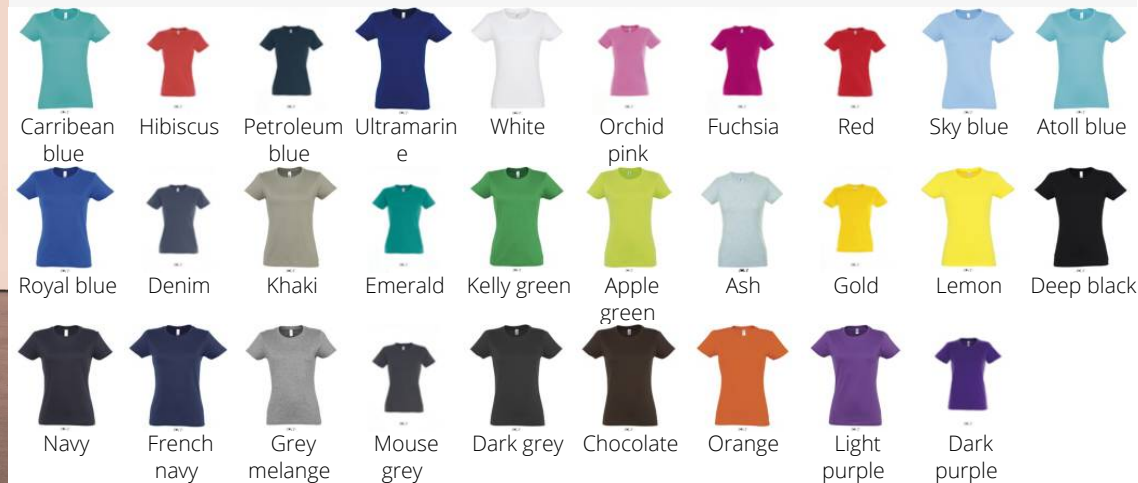 Carribean
blue
Hibiscus
Petroleum
blue
Ultramarin
e
White
Orchid
pink
Fuchsia
Red
Sky blue
Atoll blue
Royal blue
Denim
Khaki
Emerald
Kelly green
Apple
green
Ash
Gold
Lemon
Deep black
Navy
French
navy
Grey
melange
Mouse
grey
Dark grey
Chocolate
Orange
Light
purple
Dark
purple